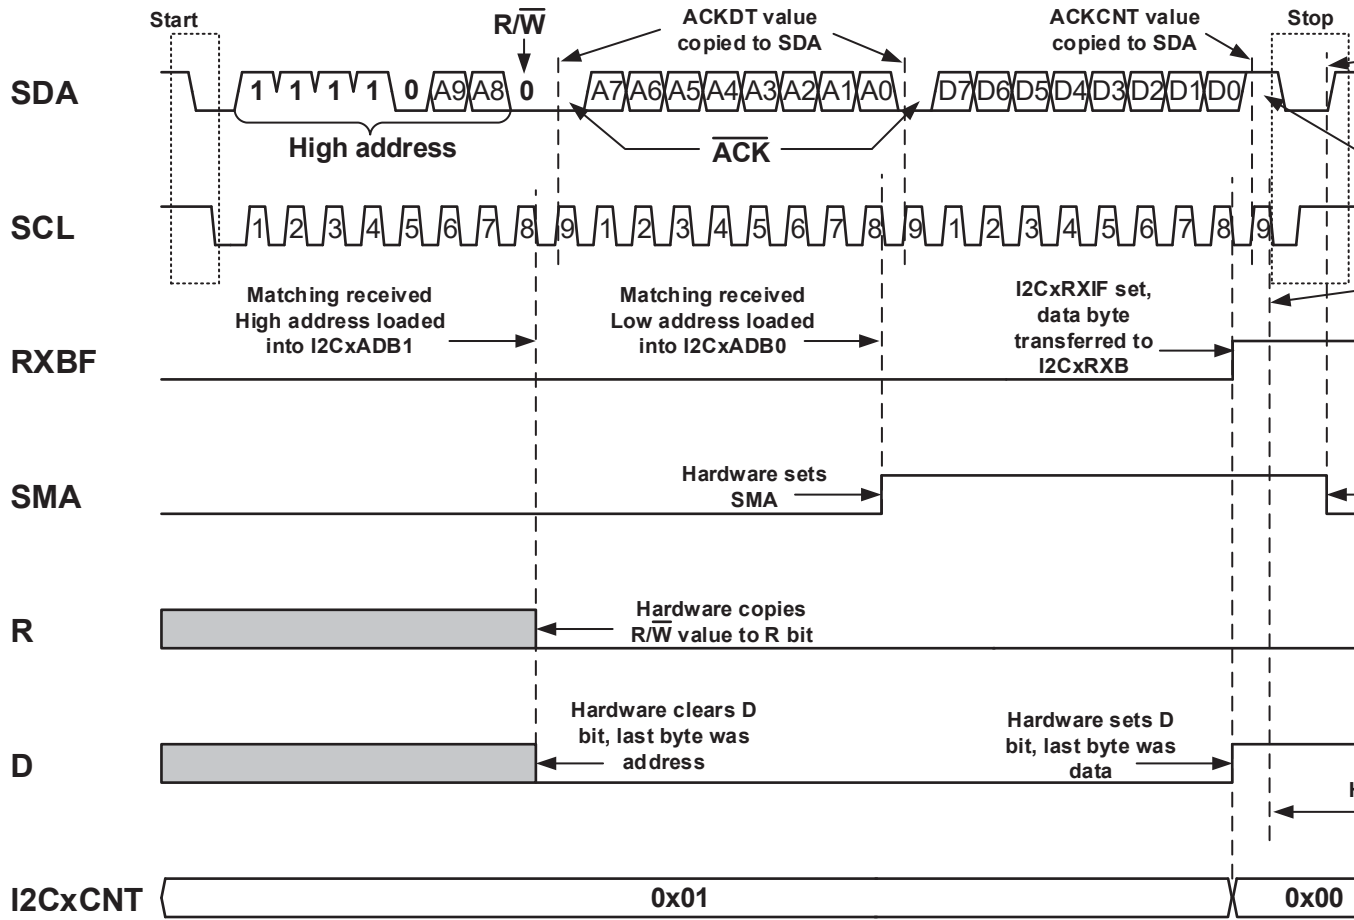 Start
R/W
ACKDT value
copied to SDA
ACKCNT value
copied to SDA
Stop
SDA
1 1 1 1 0 A9 A8 0
A7 A6 A5 A4 A3 A2 A1 A0
D7 D6 D5 D4 D3 D2 D1 D0
High address
ACK
SCL
1 2 3 4 5 6 7 8 9 1 2 3 4 5 6 7 8 9 1 2 3 4 5 6 7 8 9
Matching received
High address loaded
into I2CxADB1
Matching received
Low address loaded
into I2CxADB0
I2CxRXIF set,
data byte
transferred to
I2CxRXB
RXBF
Hardware sets
SMA
SMA
Hardware copies
R/W value to R bit
R
Hardware clears D
bit, last byte was
address
Hardware sets D
bit, last byte was
data
D
I2CxCNT
0x01
0x00